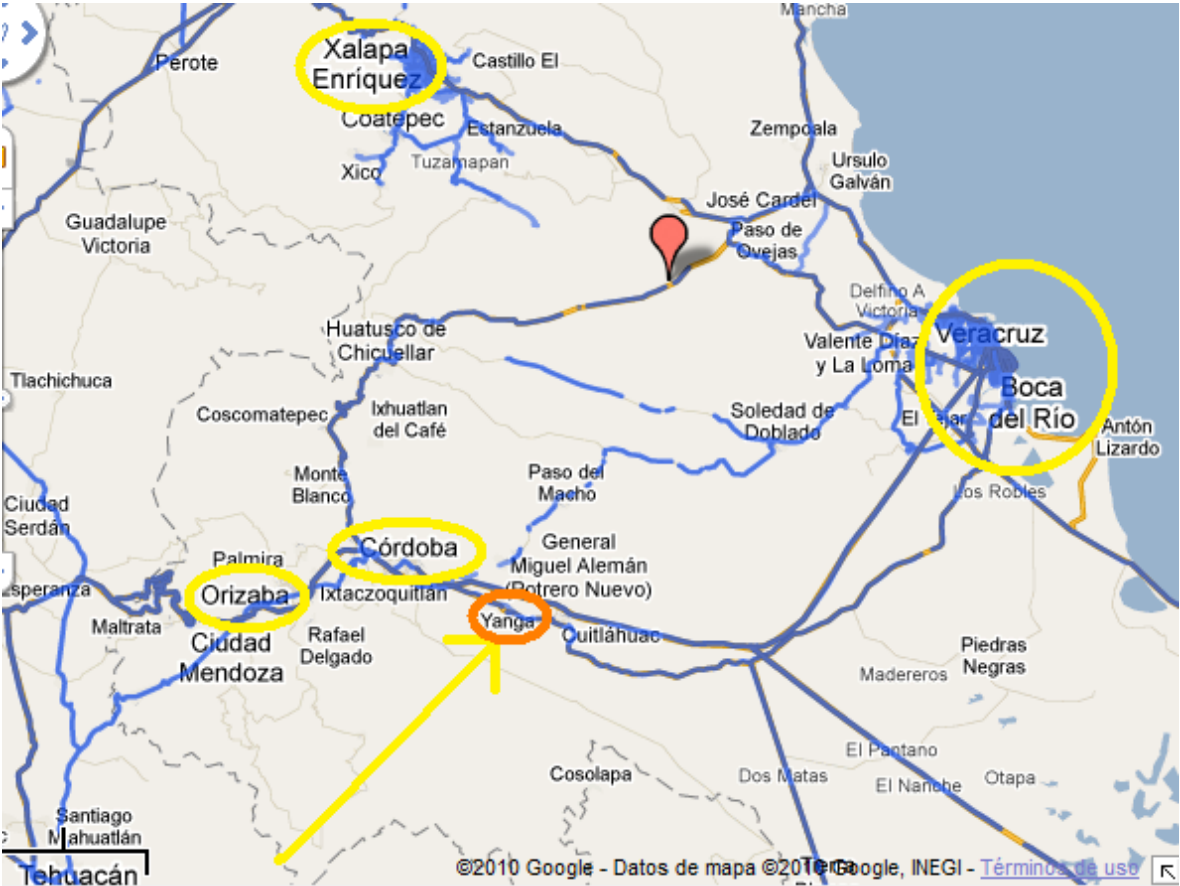 Mancha
Xalapa
Enríquez
Castillo El
Perote
Coatepec
Estanzuela
Zempoala
Tuzamapan
Xico
Ursulo
Galván
José Cardel
Guadalupe
Victoria
Paso de
Ovejas
Delfino A
Victoria
Huatusco de
Chicuellar
Valente Díaz
y La Loma
Veracruz
Tlachichuca
Boca
del Río
Coscomatepec
Ixhuatlan
del Café
Soledad de
Doblado
El Tejar
Antón
Lizardo
Monte
Blanco
Paso del
Macho
Los Robles
Ciudad
Serdán
Córdoba
General
Miguel Alemán
(Potrero Nuevo)
Palmira
Orizaba
Ixtaczoquitlán
Esperanza
Yanga
Cuitláhuac
Maltrata
Ciudad
Mendoza
Rafael
Delgado
Piedras
Negras
Madereros
El Pantano
Cosolapa
Dos Matas
El Nanche
Otapa
Santiago
Miahuatlán
Tehuacán
©2010 Google - Datos de mapa ©2010 Google, INEGI - Términos de uso